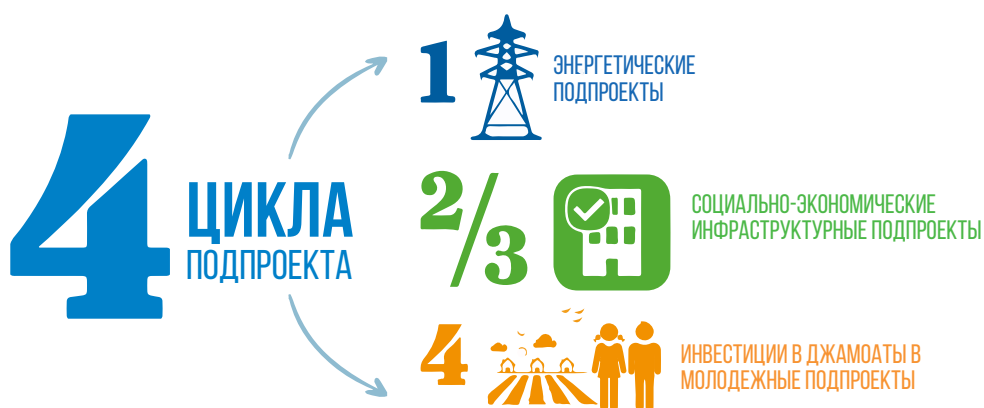 4 ЦИКЛА
ПОДПРОЕКТА
1 ЭНЕРГЕТИЧЕСКИЕ
ПОДПРОЕКТЫ
2/3 СОЦИАЛЬНО-ЭКОНОМИЧЕСКИЕ
ИНФРАСТРУКТУРНЫЕ ПОДПРОЕКТЫ
4 ИНВЕСТИЦИИ В ДЖАМОАТЫ В
МОЛОДЕЖНЫЕ ПОДПРОЕКТЫ